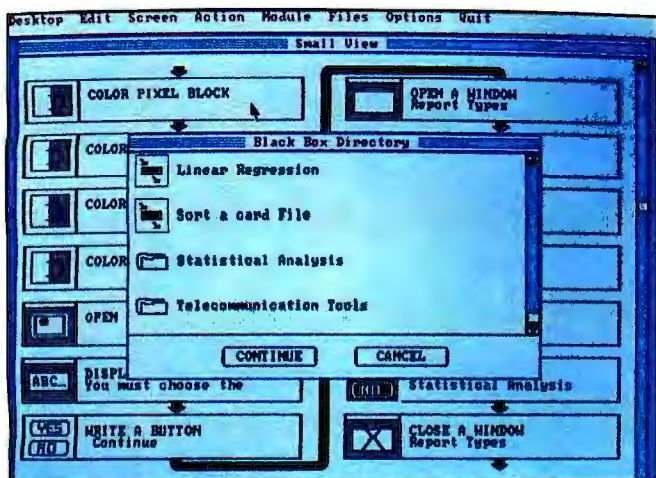 Desktop Edit Screen Action Module Files Options Quit
Small View
COLOR PIXEL BLOCK
OPEN A WINDOW
Report Types
Black Box Directory
COLOR
Linear Regression
COLOR
Sort a card File
COLOR
Statistical Analysis
OPEN
Telecommunication Tools
CONTINUE
CANCEL
ABC...
DISPL
You must choose the
Statistical Analysis
YES
NO
WRITE A BUTTON
Continue
CLOSE A WINDOW
Report Types